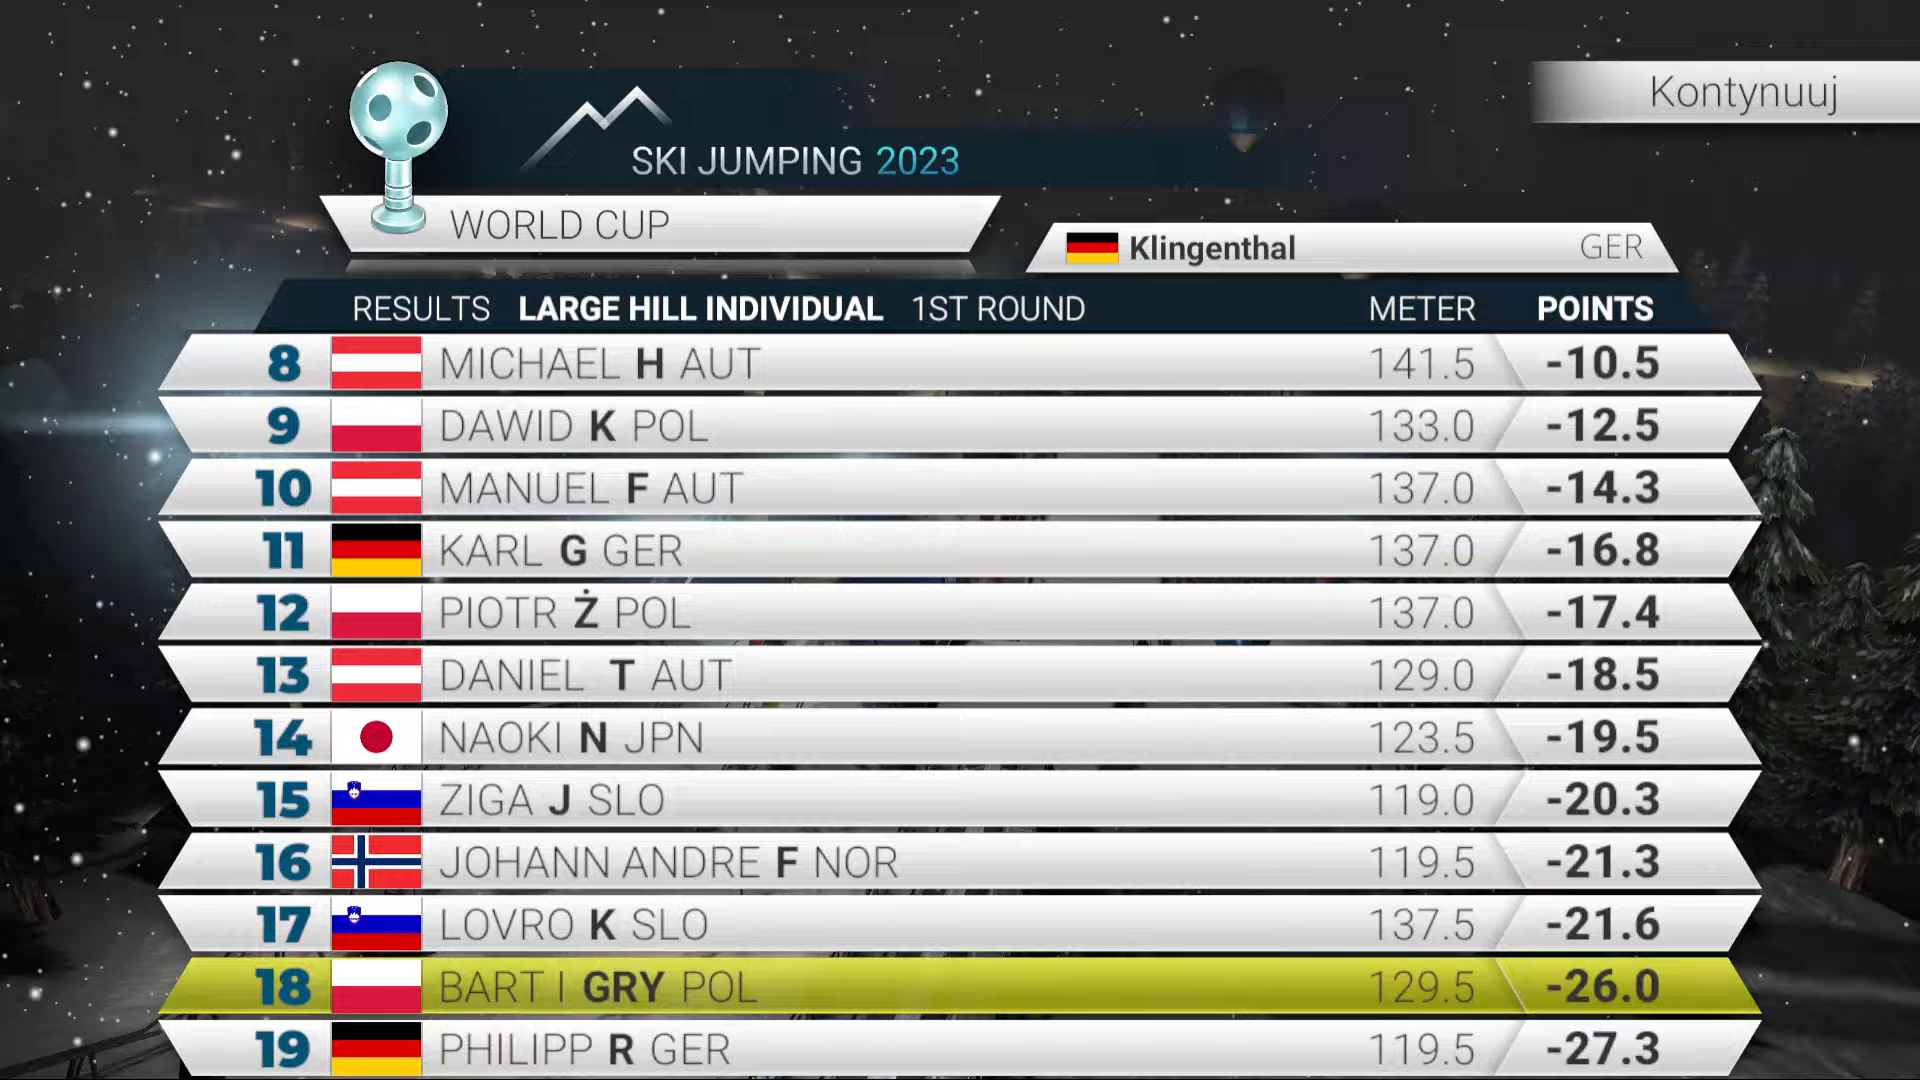 Kontynuuj
SKI JUMPING 2023
WORLD CUP
Klingenthal GER
RESULTS LARGE HILL INDIVIDUAL 1ST ROUND METER POINTS
8 MICHAEL H AUT 141.5 -10.5
9 DAWID K POL 133.0 -12.5
10 MANUEL F AUT 137.0 -14.3
11 KARL G GER 137.0 -16.8
12 PIOTR Ż POL 137.0 -17.4
13 DANIEL T AUT 129.0 -18.5
14 NAOKI N JPN 123.5 -19.5
15 ZIGA J SLO 119.0 -20.3
16 JOHANN ANDRE F NOR 119.5 -21.3
17 LOVRO K SLO 137.5 -21.6
18 BART I GRY POL 129.5 -26.0
19 PHILIPP R GER 119.5 -27.3